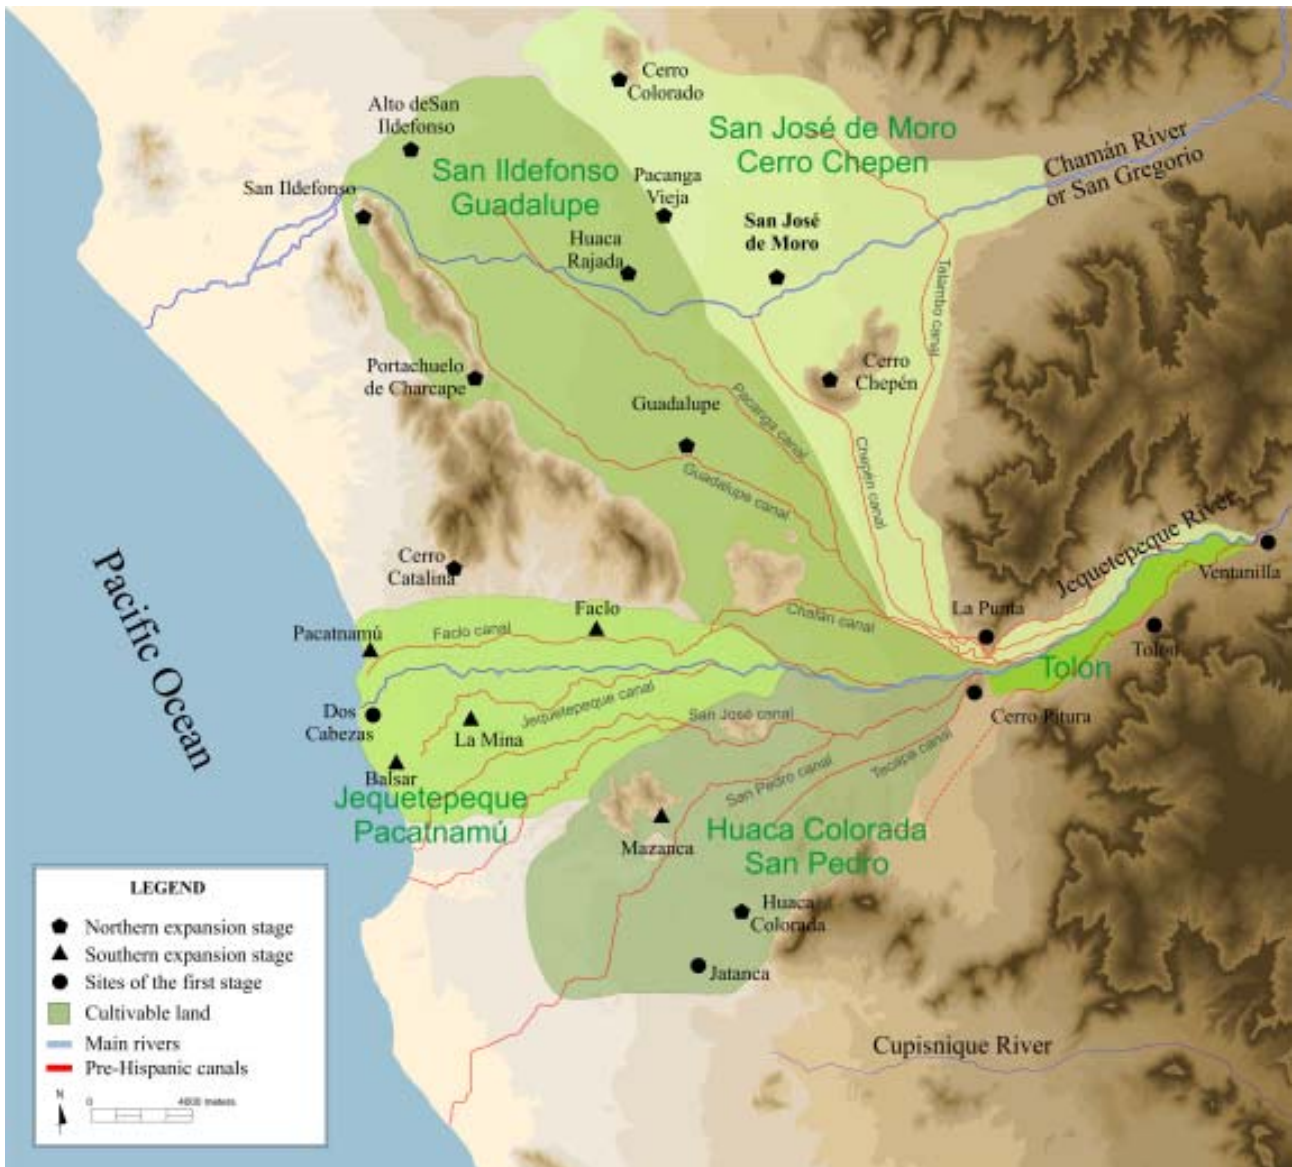 Cerro
Colorado
Alto deSan
Ildefonso
San José de Moro
Cerro Chepen
Chamán River
or San Gregorio
San Ildefonso
Guadalupe
Pacanga
Vieja
San Ildefonso
San José
de Moro
Huaca
Rajada
Talambo canal
Portachuelo
de Charcape
Cerro
Chepén
Guadalupe
Pacanga canal
Chepén canal
Guadalupe canal
Pacific Ocean
Cerro
Catalina
Jequetepeque River
Ventanilla
Faclo
La Punta
Chafán canal
Pacatnamú
Faclo canal
Tolón
Tolón
Dos
Cabezas
Jequetepeque canal
San José canal
Cerro Pitura
La Mina
Balsar
San Pedro canal
Tecapa canal
Jequetepeque
Pacatnamú
Mazanca
Huaca Colorada
San Pedro
Huaca
Colorada
Jatanca
Cupisnique River
LEGEND
Northern expansion stage
Southern expansion stage
Sites of the first stage
Cultivable land
Main rivers
Pre-Hispanic canals
N
0 4600 meters